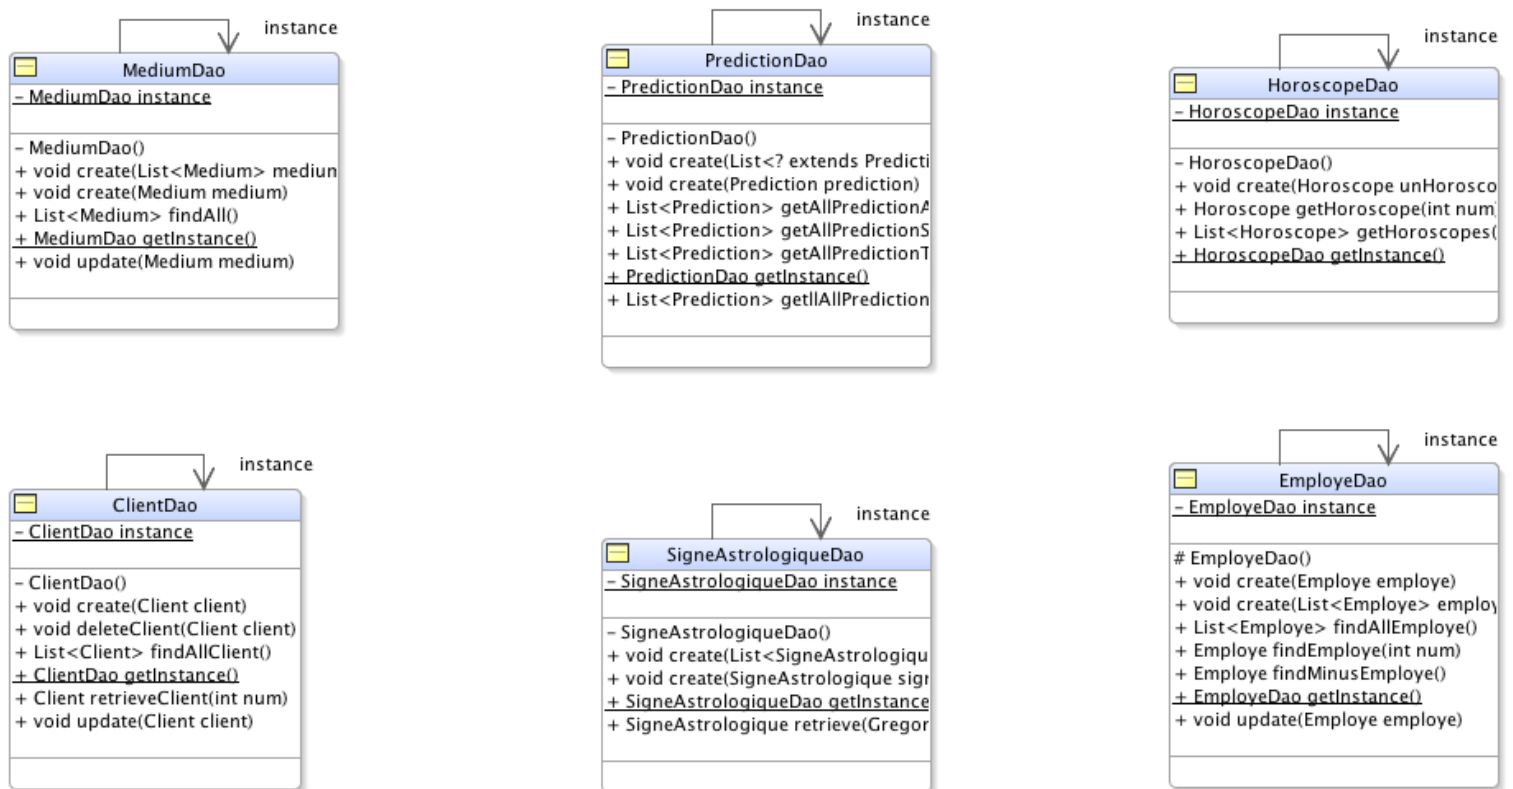 instance
MediumDao
- MediumDao instance
- MediumDao()
+ void create(List<Medium> medium
+ void create(Medium medium)
+ List<Medium> findAll()
+ MediumDao getInstance()
+ void update(Medium medium)
instance
PredictionDao
- PredictionDao instance
- PredictionDao()
+ void create(List<? extends Predicti
+ void create(Prediction prediction)
+ List<Prediction> getAllPredictionA
+ List<Prediction> getAllPredictionS
+ List<Prediction> getAllPredictionT
+ PredictionDao getInstance()
+ List<Prediction> getllAllPrediction
instance
HoroscopeDao
- HoroscopeDao instance
- HoroscopeDao()
+ void create(Horoscope unHorosco
+ Horoscope getHoroscope(int num)
+ List<Horoscope> getHoroscopes(
+ HoroscopeDao getInstance()
instance
ClientDao
- ClientDao instance
- ClientDao()
+ void create(Client client)
+ void deleteClient(Client client)
+ List<Client> findAllClient()
+ ClientDao getInstance()
+ Client retrieveClient(int num)
+ void update(Client client)
instance
SigneAstrologiqueDao
- SigneAstrologiqueDao instance
- SigneAstrologiqueDao()
+ void create(List<SigneAstrologiqu
+ void create(SigneAstrologique sign
+ SigneAstrologiqueDao getInstance
+ SigneAstrologique retrieve(Gregor
instance
EmployeDao
- EmployeDao instance
# EmployeDao()
+ void create(Employe employe)
+ void create(List<Employe> employ
+ List<Employe> findAllEmploye()
+ Employe findEmploye(int num)
+ Employe findMinusEmploye()
+ EmployeDao getInstance()
+ void update(Employe employe)